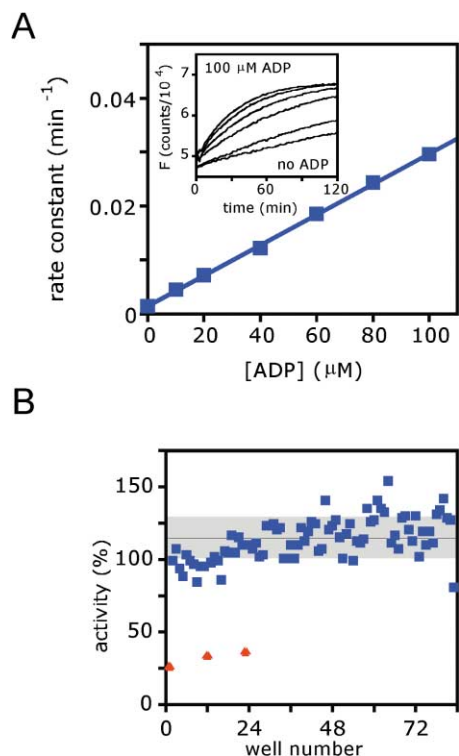 A
rate constant (min -1)
0.04
0.02
0
F (counts/10 4)
7
6
5
100 µM ADP
no ADP
0 60 120
time (min)
0 20 40 60 80 100
[ADP] (µM)
B
activity (%)
150
100
50
0
0 24 48 72
well number